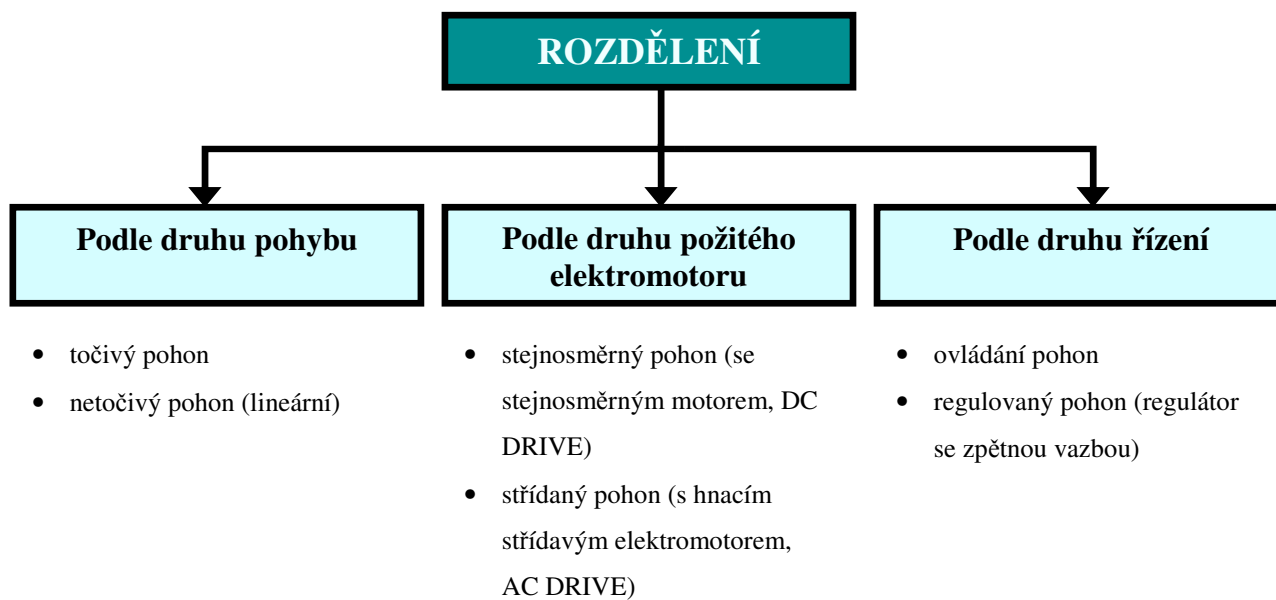 ROZDĚLENÍ
Podle druhu pohybu
• točivý pohon
• netočivý pohon (lineární)
Podle druhu požitého
elektromotoru
• stejnosměrný pohon (se
stejnosměrným motorem, DC
DRIVE)
• střídaný pohon (s hnacím
střídavým elektromotorem,
AC DRIVE)
Podle druhu řízení
• ovládání pohon
• regulovaný pohon (regulátor
se zpětnou vazbou)